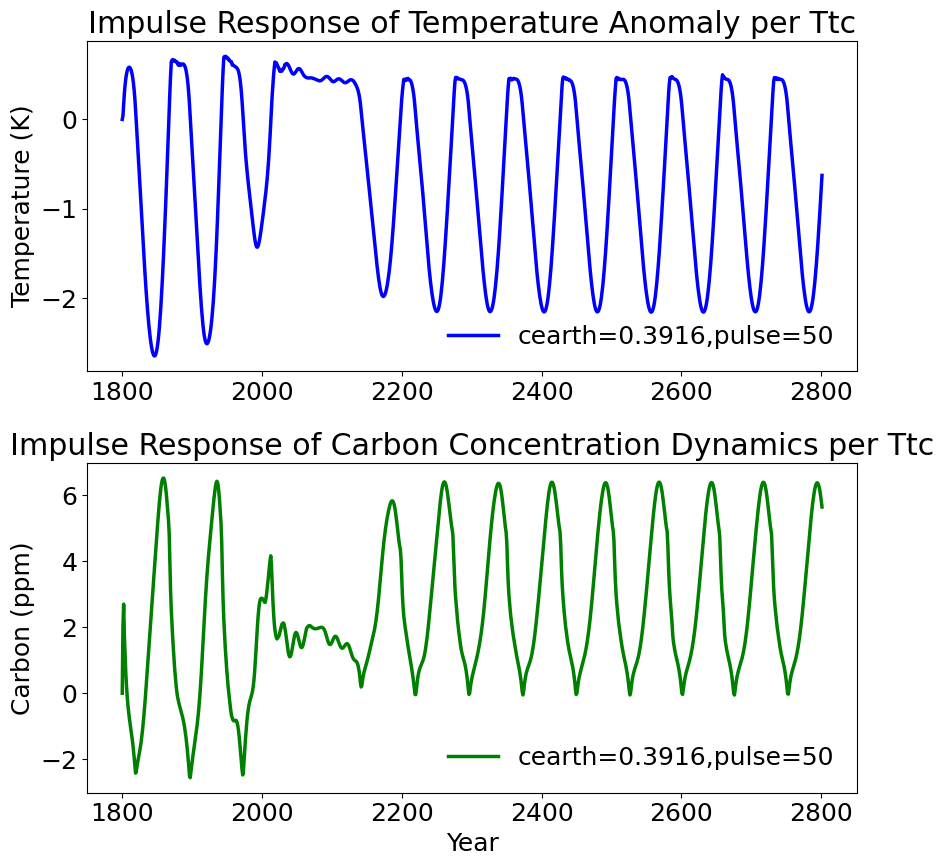 Impulse Response of Temperature Anomaly per Ttc
Temperature (K)
0
−1
−2
cearth=0.3916,pulse=50
1800 2000 2200 2400 2600 2800
Impulse Response of Carbon Concentration Dynamics per Ttc
Carbon (ppm)
6
4
2
0
−2
cearth=0.3916,pulse=50
1800 2000 2200 2400 2600 2800
Year